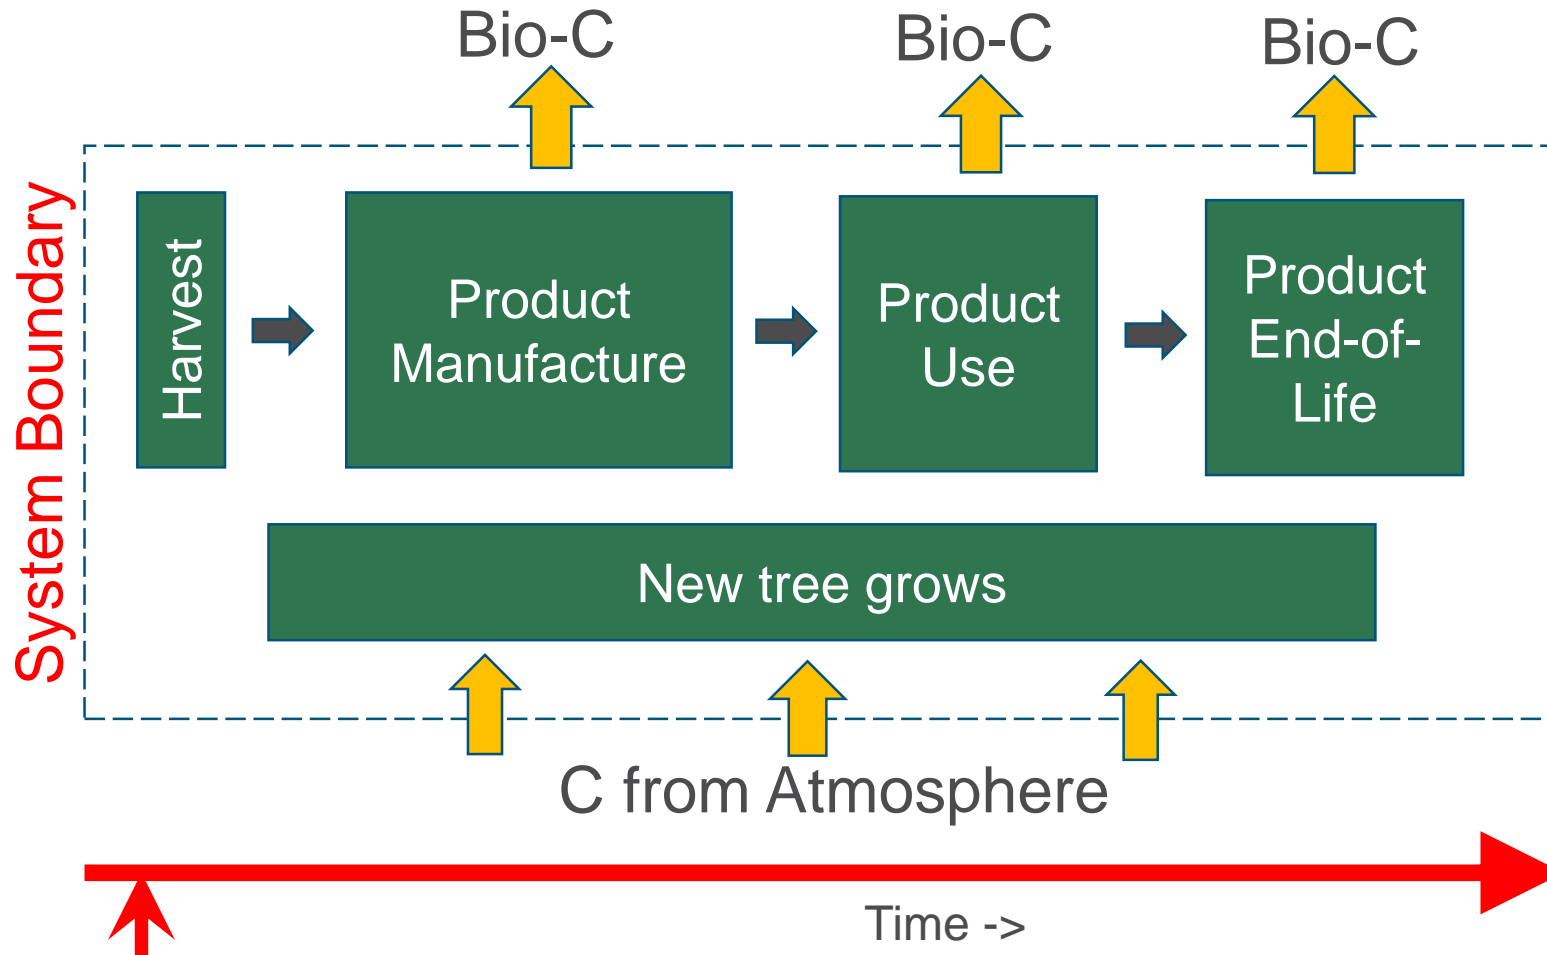 Bio-C
Bio-C
Bio-C
System Boundary
Harvest
Product
Manufacture
Product
Use
Product
End-of-
Life
New tree grows
C from Atmosphere
Time ->